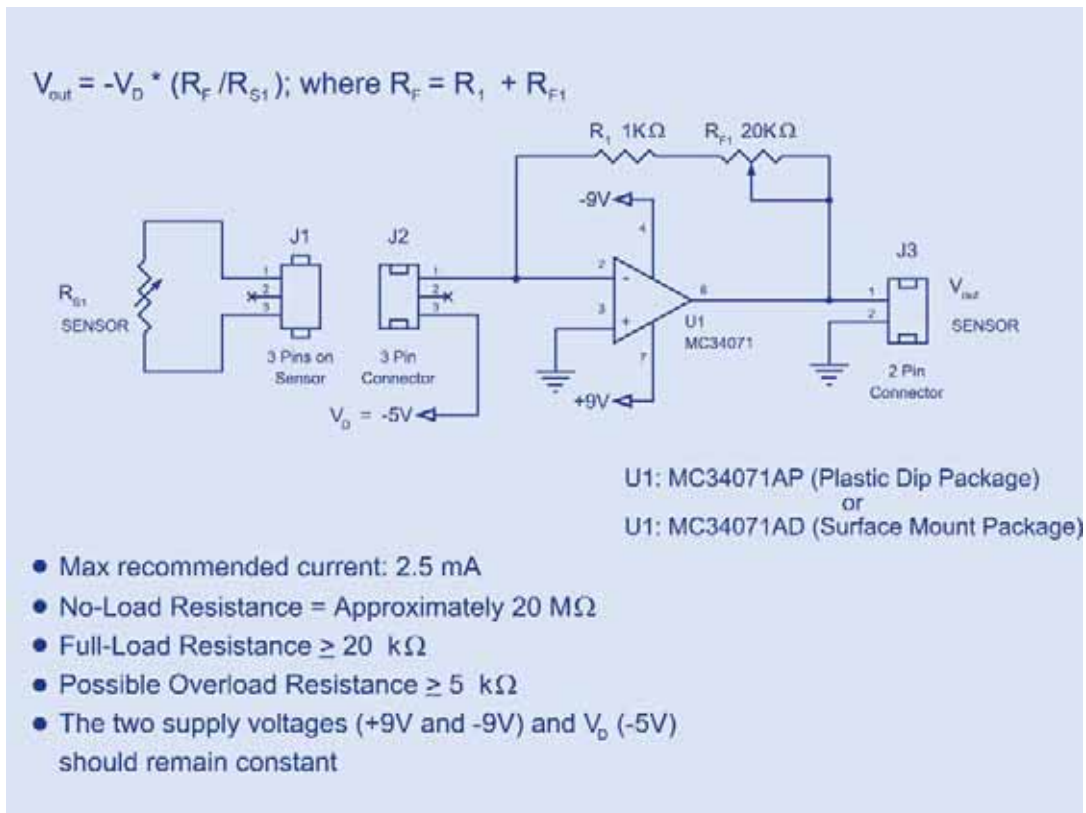 Vout = -VD * (RF /RS1); where RF = R1 + RF1
R1 1KΩ
RF1 20KΩ
-9V
4
J1
J2
J3
1
2
3
1
2
3
2
-
3
+
6
7
1
2
Vout
SENSOR
RS1
SENSOR
U1
MC34071
3 Pins on
Sensor
3 Pin
Connector
2 Pin
Connector
+9V
VD = -5V
U1: MC34071AP (Plastic Dip Package)
or
U1: MC34071AD (Surface Mount Package)
● Max recommended current: 2.5 mA
● No-Load Resistance = Approximately 20 MΩ
● Full-Load Resistance ≥ 20 kΩ
● Possible Overload Resistance ≥ 5 kΩ
● The two supply voltages (+9V and -9V) and VD (-5V)
should remain constant